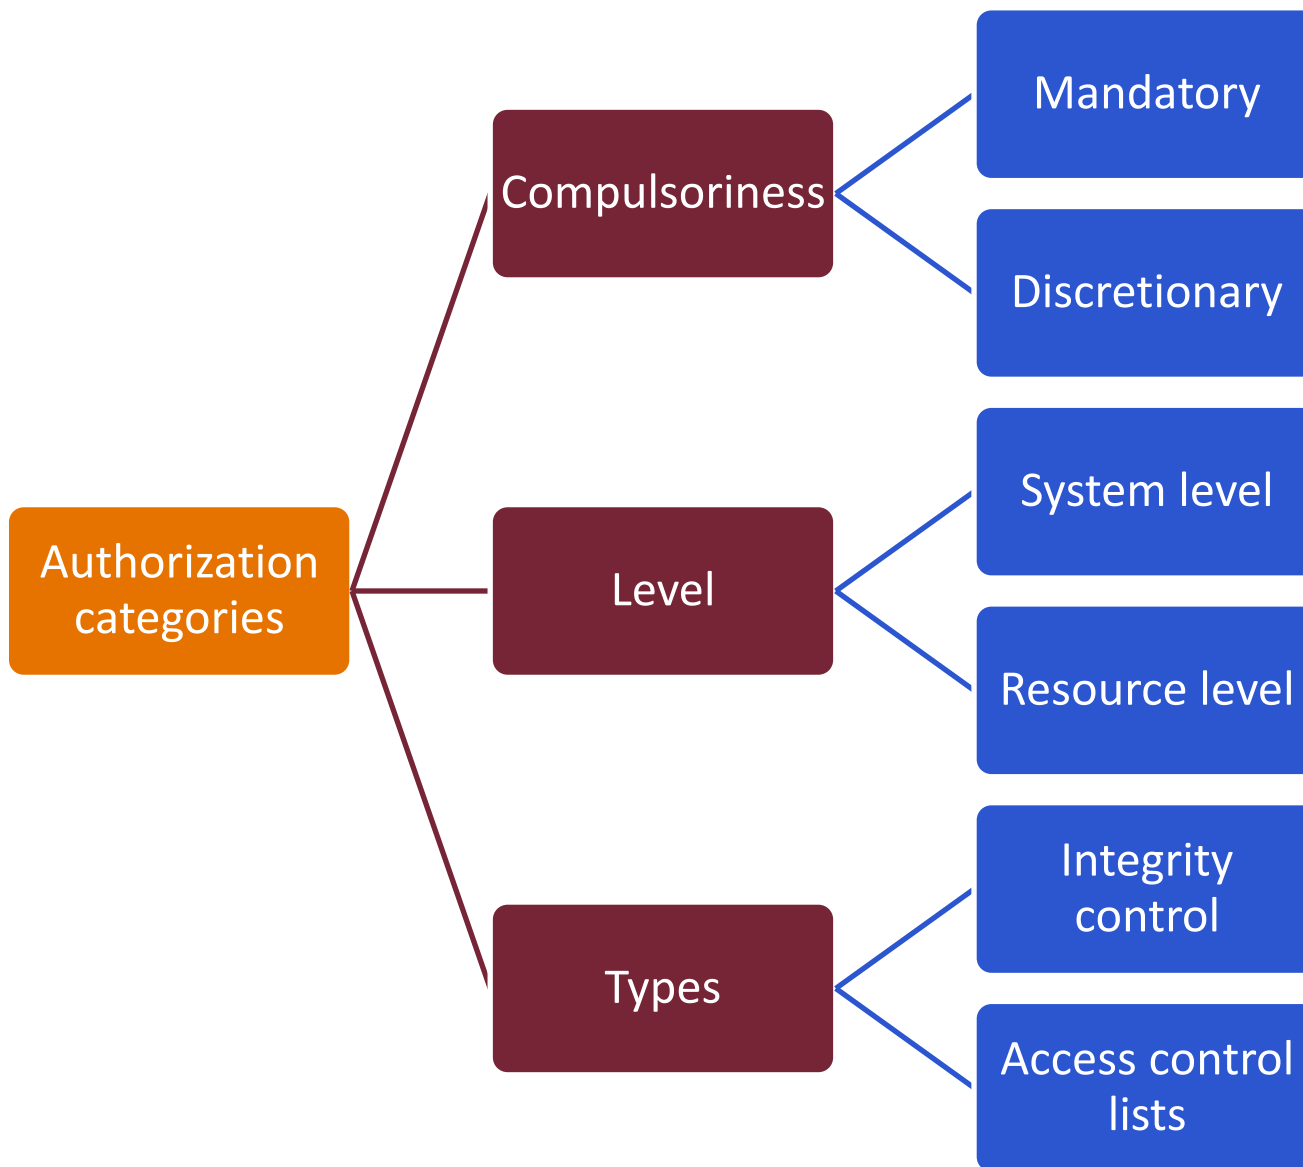 Mandatory
Compulsoriness
Discretionary
System level
Authorization
categories
Level
Resource level
Integrity
control
Types
Access control
lists